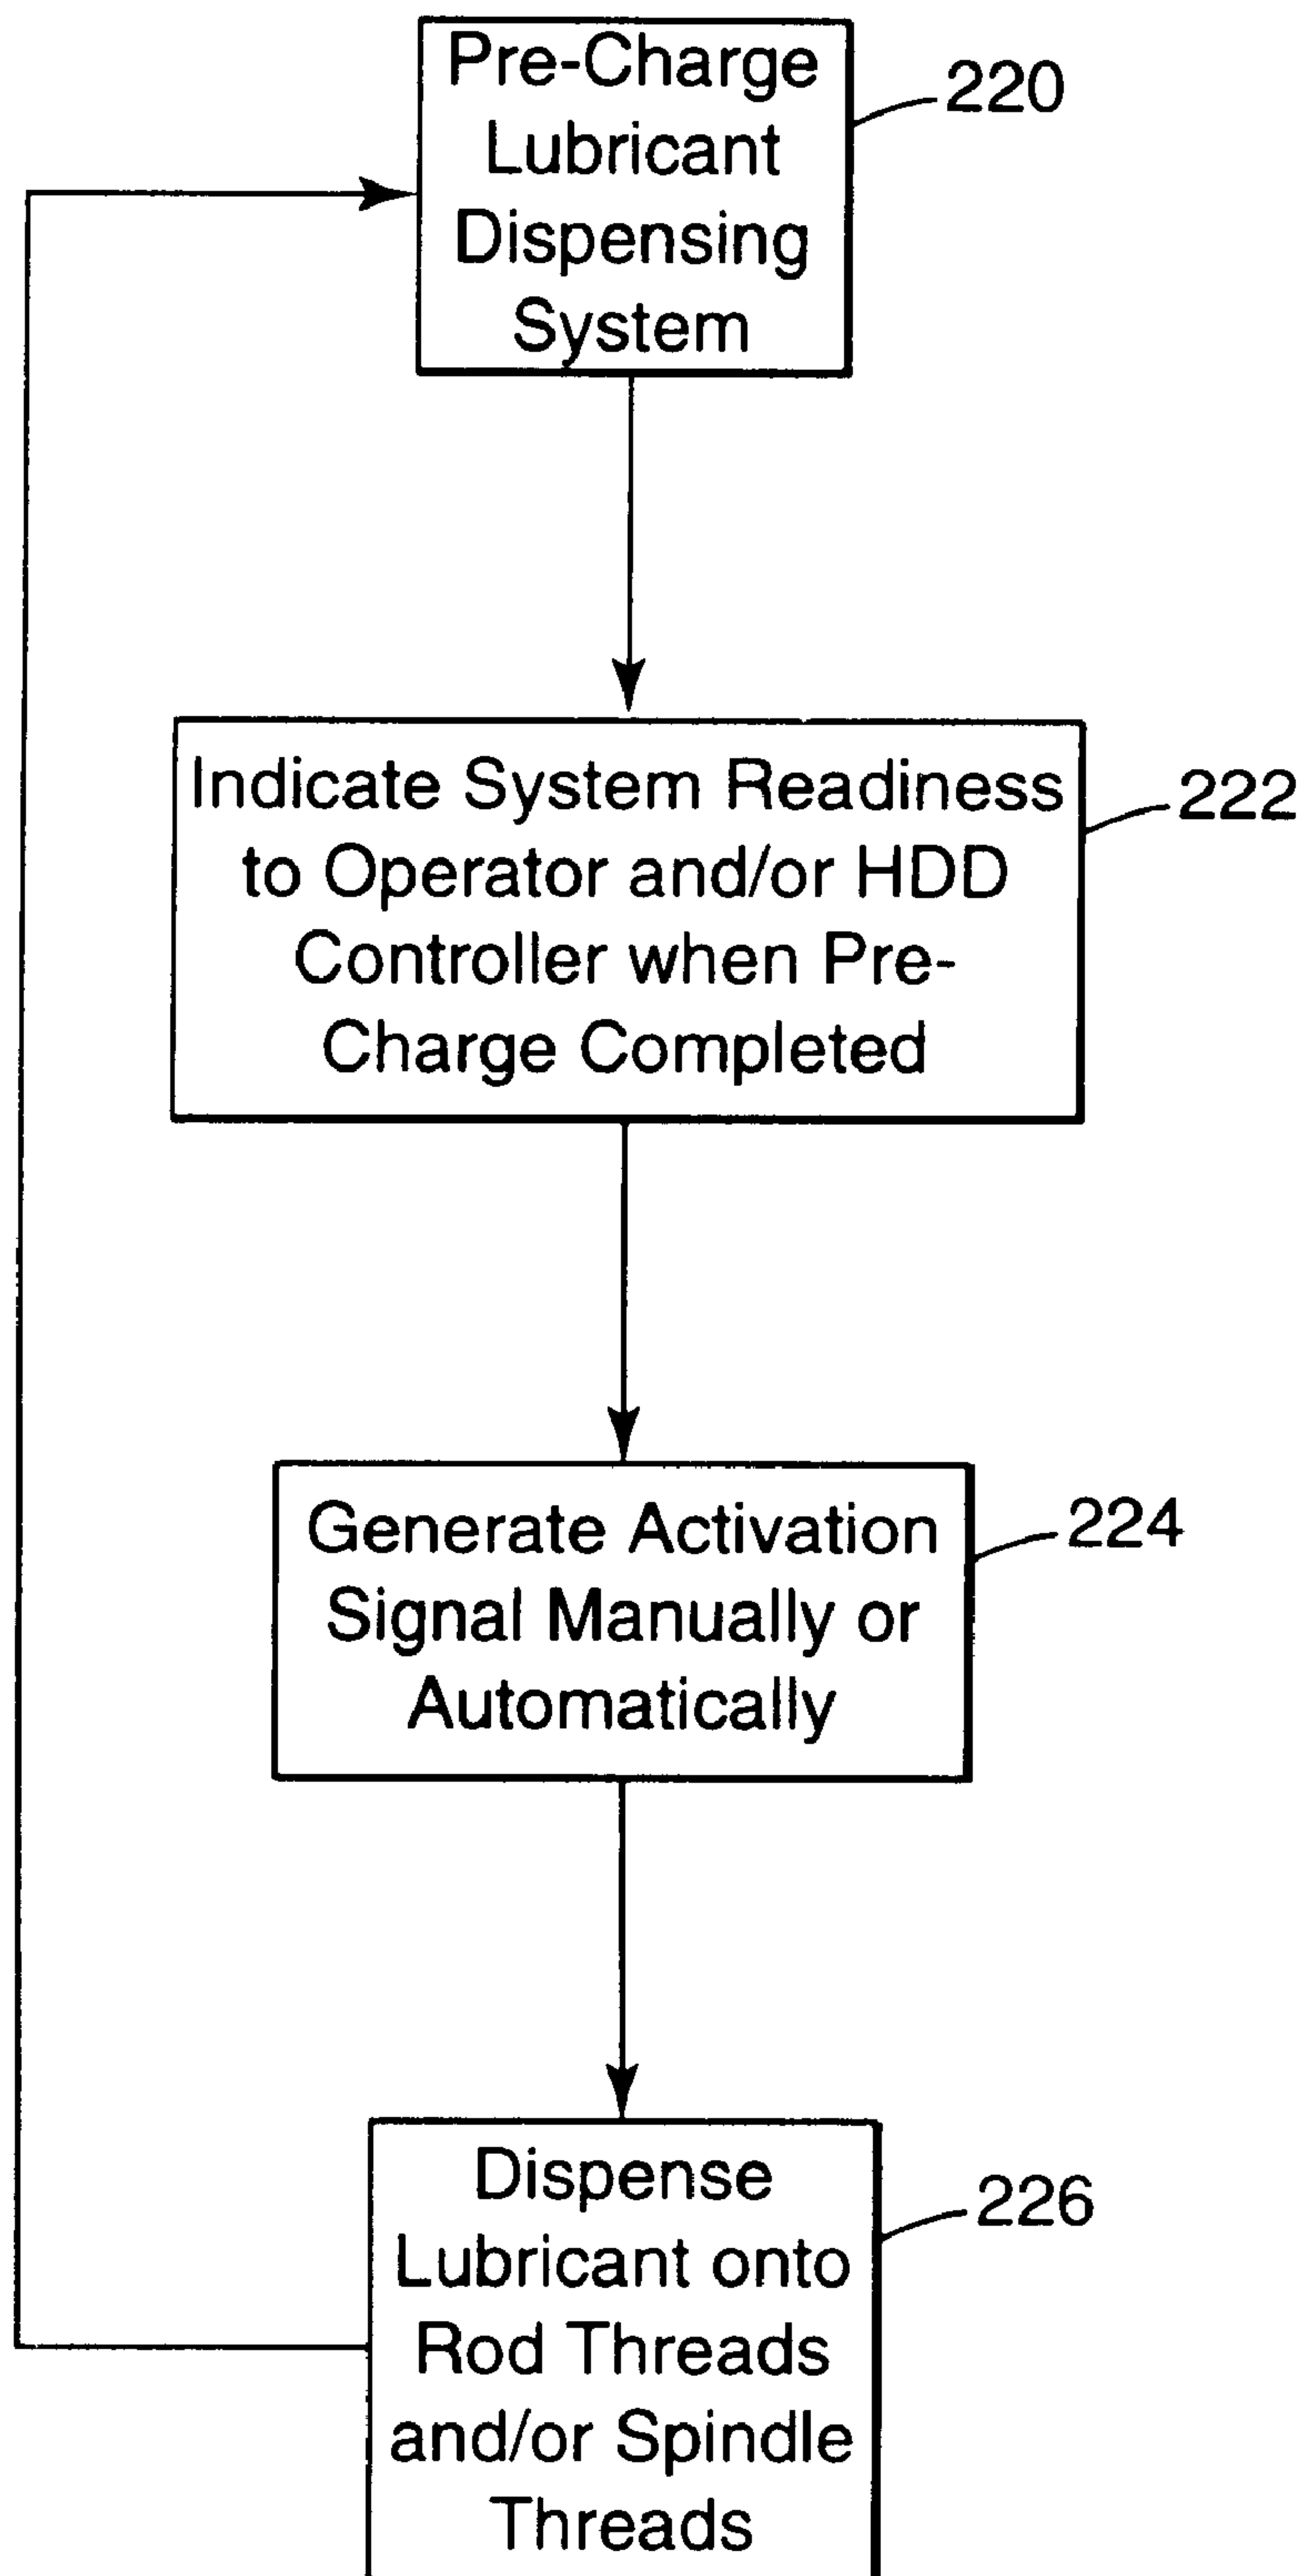 Pre-Charge
Lubricant
Dispensing
System
220
Indicate System Readiness
to Operator and/or HDD
Controller when Pre-
Charge Completed
222
Generate Activation
Signal Manually or
Automatically
224
Dispense
Lubricant onto
Rod Threads
and/or Spindle
Threads
226